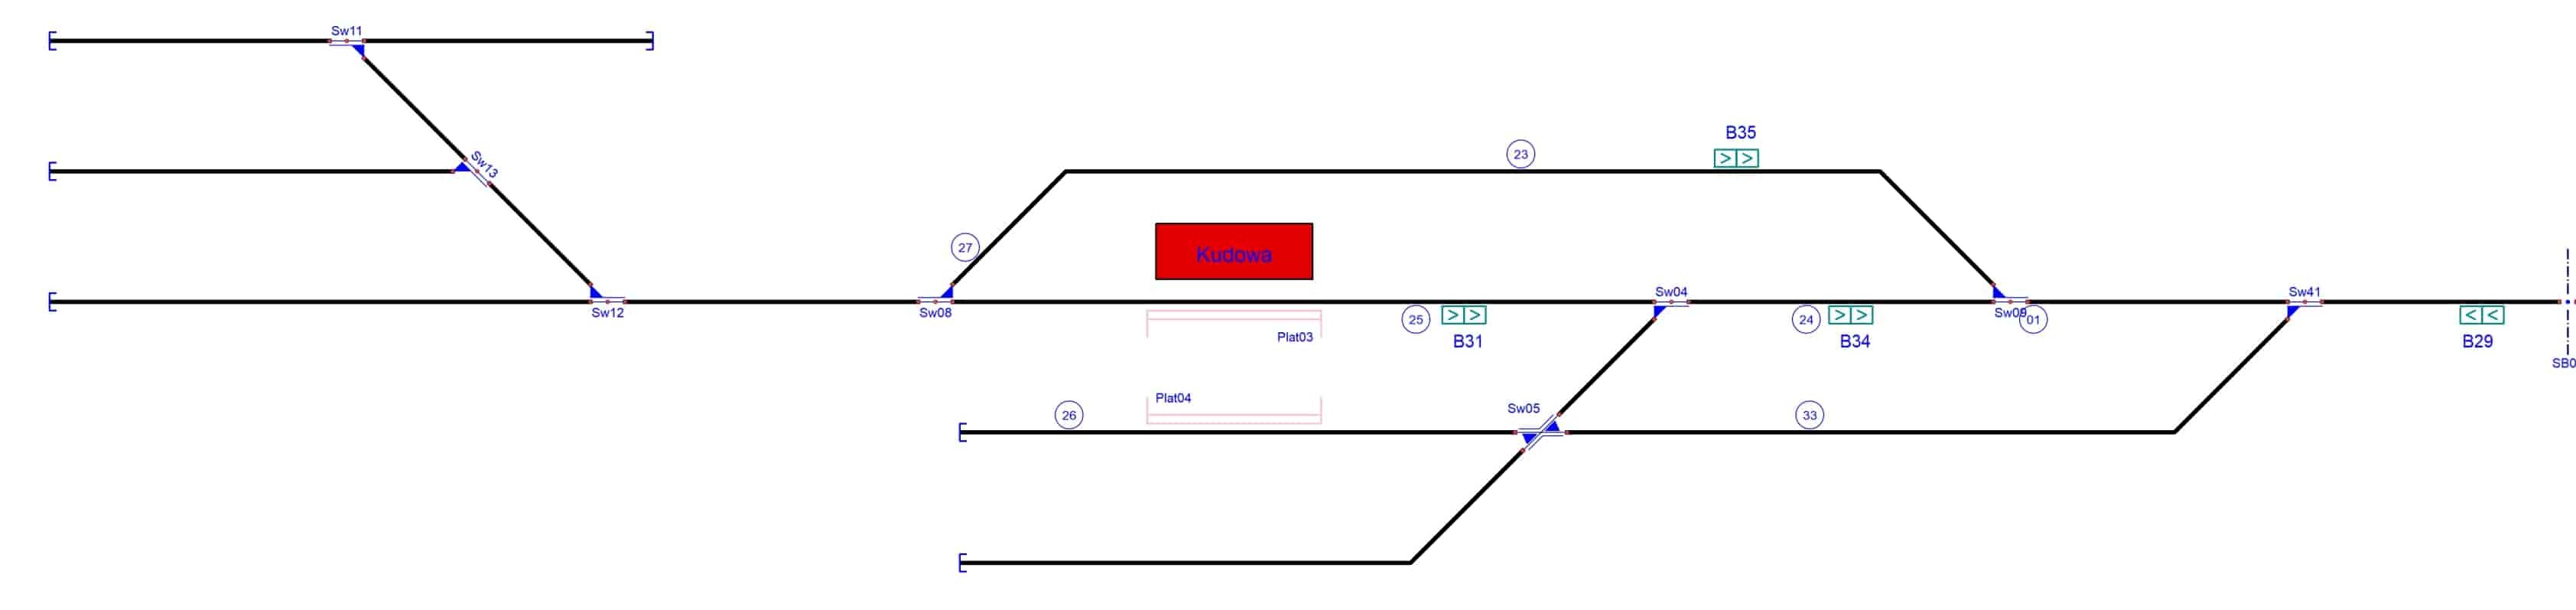 Sw11
B35
23
Sw13
27
Kudowa
Sw04
Sw41
Sw12
Sw08
25
> >
24
> >
Sw09
01
< <
Plat03
B31
B34
B29
SB0
Plat04
Sw05
26
33